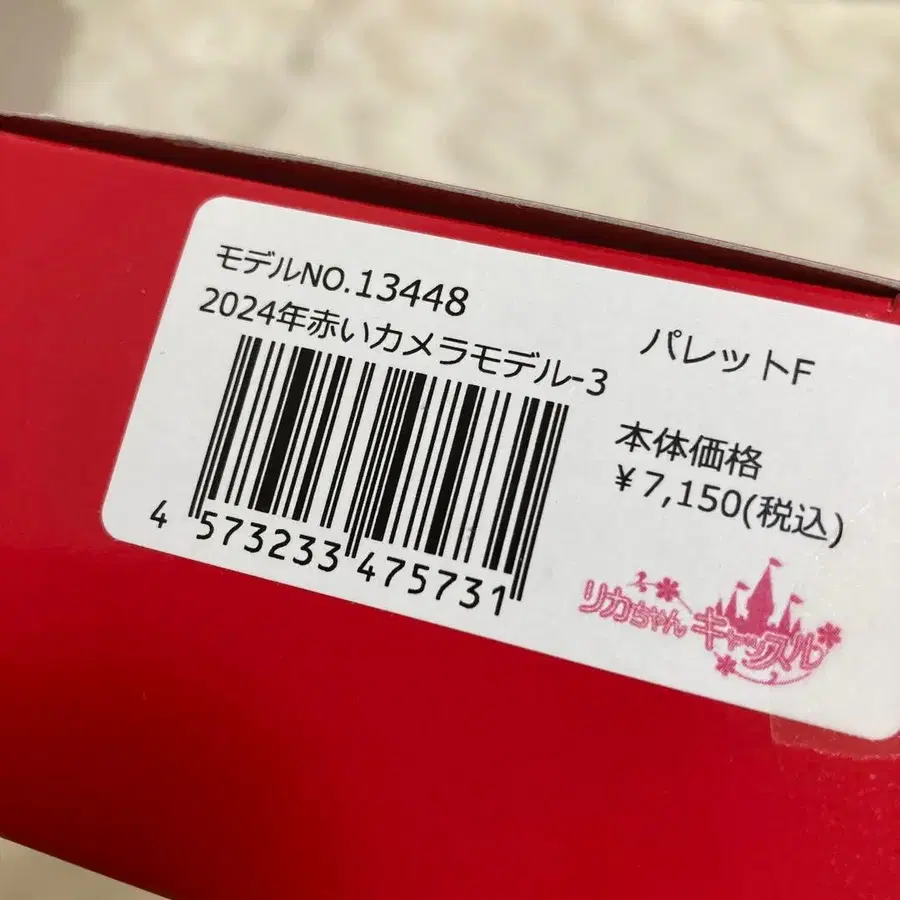 モデルNO.13448
2024年赤いカメラモデル-3
4 573233 475731
パレットF
本体価格
¥7,150(税込)
リカちゃん キャッスル